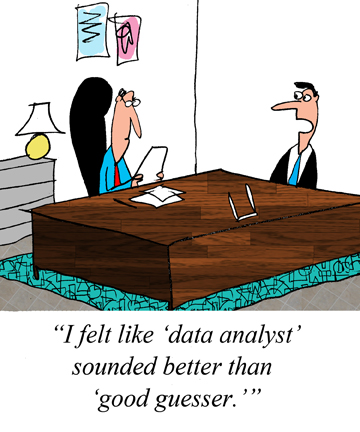 “I felt like ‘data analyst’
sounded better than
‘good guesser.’”